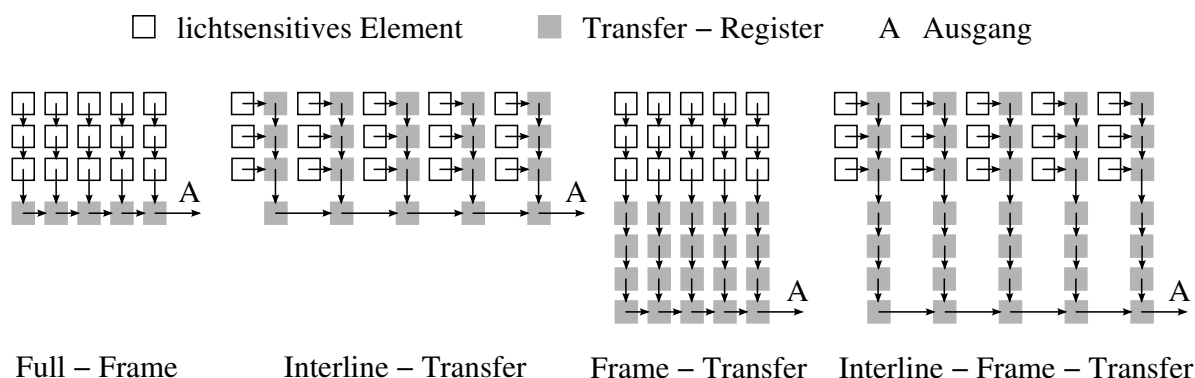 lichtsensitives Element Transfer – Register A Ausgang
A A
A A
Full – Frame Interline – Transfer Frame – Transfer Interline – Frame – Transfer